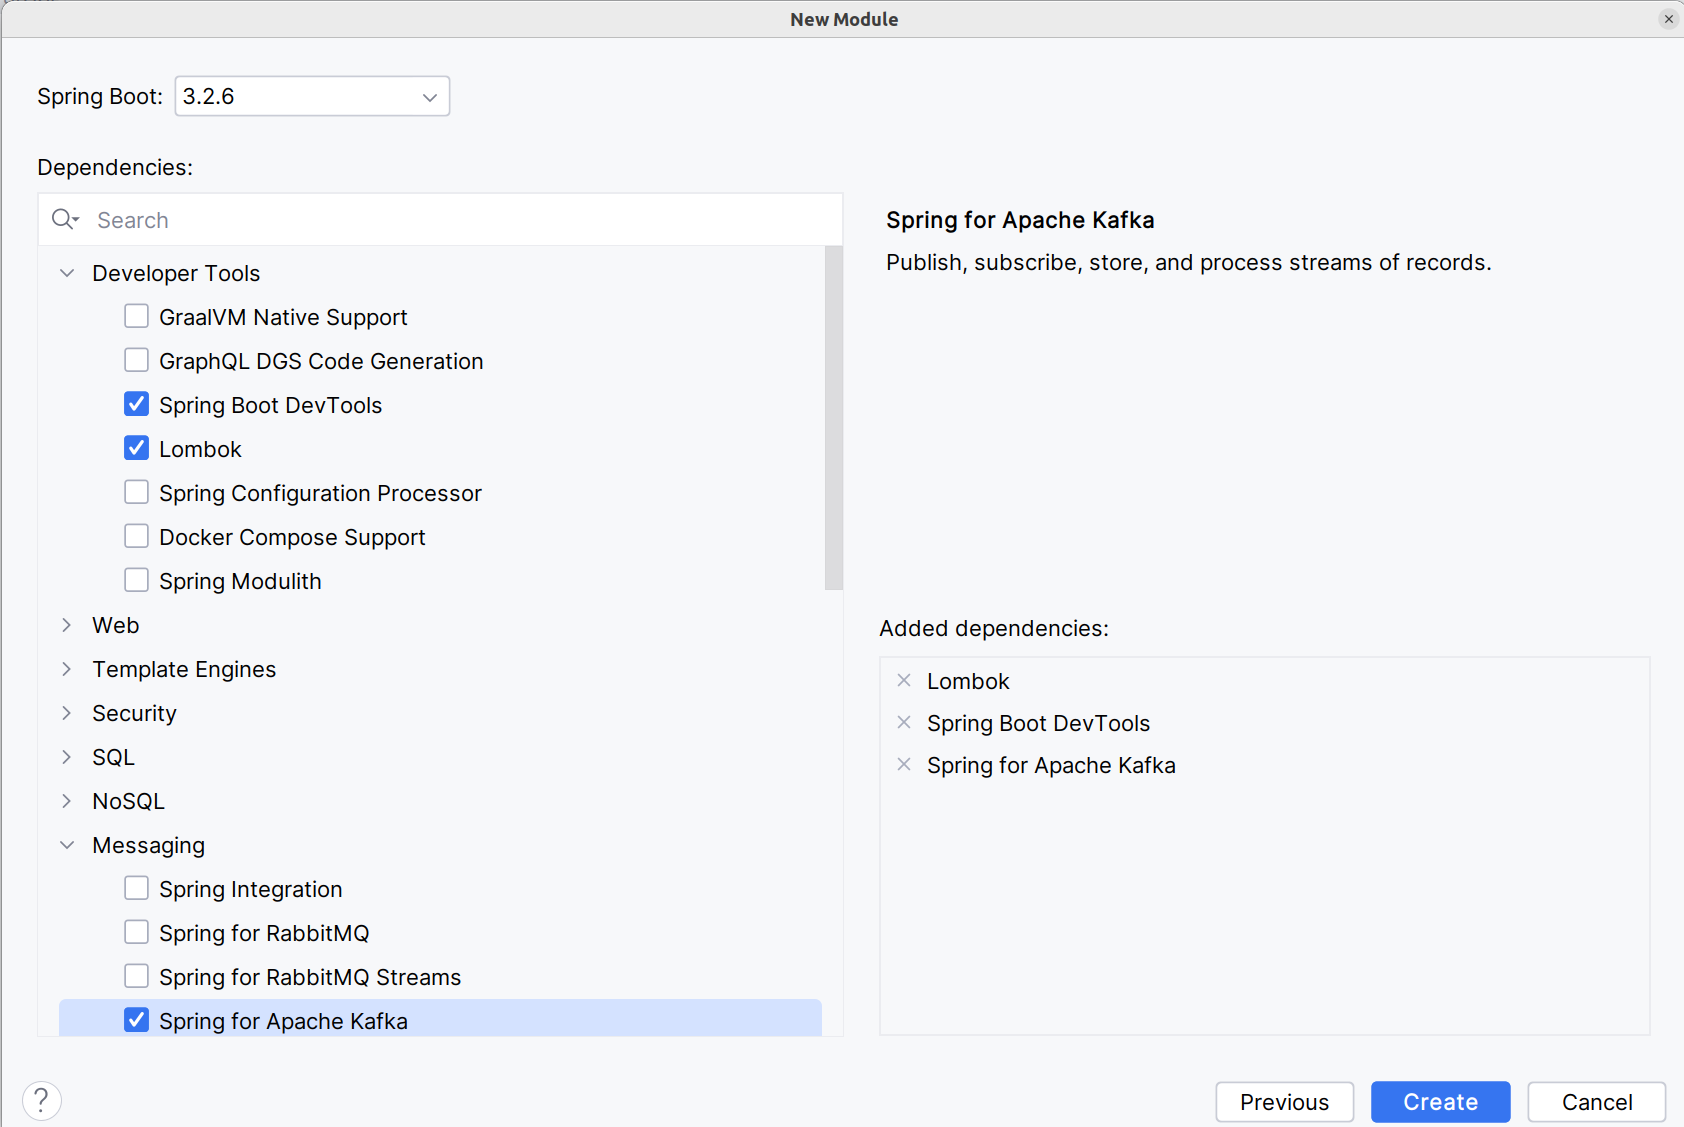 New Module
Spring Boot: 3.2.6
Dependencies:
Search
Developer Tools
GraalVM Native Support
GraphQL DGS Code Generation
Spring Boot DevTools
Lombok
Spring Configuration Processor
Docker Compose Support
Spring Modulith
Web
Template Engines
Security
SQL
NoSQL
Messaging
Spring Integration
Spring for RabbitMQ
Spring for RabbitMQ Streams
Spring for Apache Kafka
Spring for Apache Kafka
Publish, subscribe, store, and process streams of records.
Added dependencies:
Lombok
Spring Boot DevTools
Spring for Apache Kafka
?
Previous
Create
Cancel